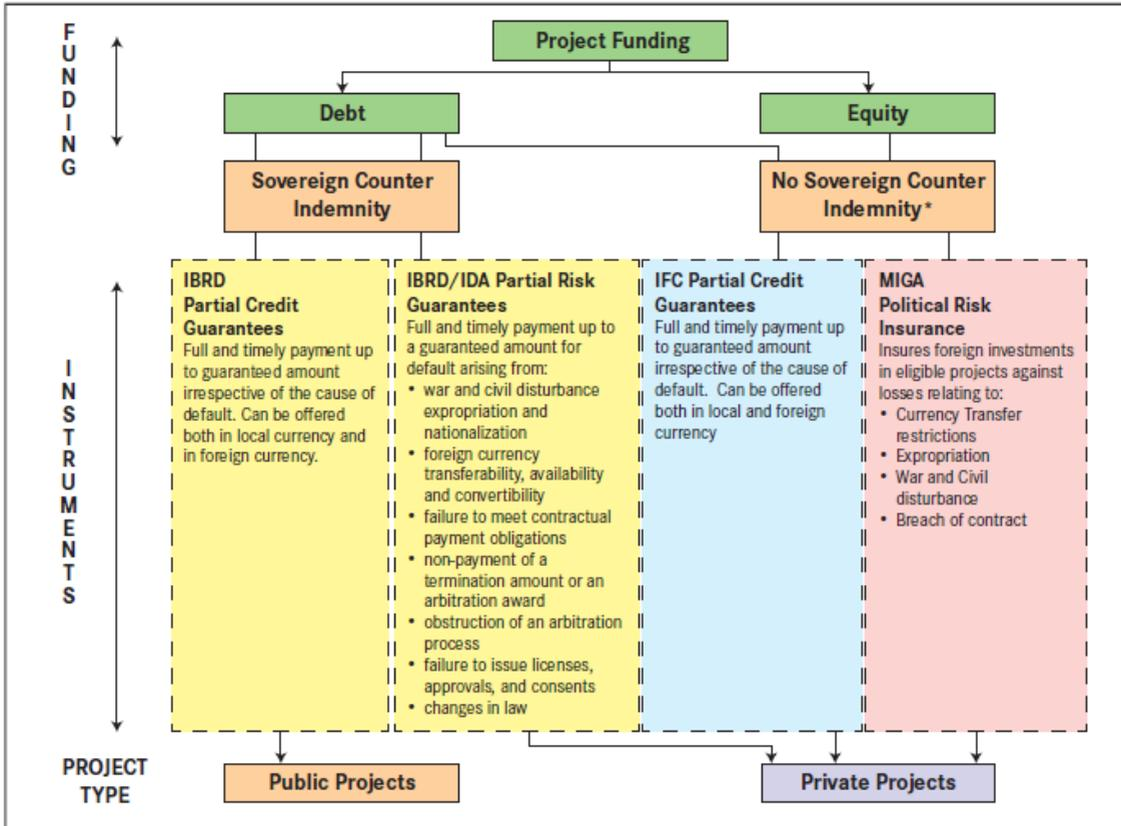 FUNDING
Project Funding
Debt
Equity
Sovereign Counter
Indemnity
No Sovereign Counter
Indemnity*
INSTRUMENTS
IBRD
Partial Credit
Guarantees
Full and timely payment up
to guaranteed amount
irrespective of the cause of
default. Can be offered
both in local currency and
in foreign currency.
IBRD/IDA Partial Risk
Guarantees
Full and timely payment up to
a guaranteed amount for
default arising from:
• war and civil disturbance
expropriation and
nationalization
• foreign currency
transferability, availability
and convertibility
• failure to meet contractual
payment obligations
• non-payment of a
termination amount or an
arbitration award
• obstruction of an arbitration
process
• failure to issue licenses,
approvals, and consents
• changes in law
IFC Partial Credit
Guarantees
Full and timely payment up
to guaranteed amount
irrespective of the cause of
default. Can be offered
both in local and foreign
currency
MIGA
Political Risk
Insurance
Insures foreign investments
in eligible projects against
losses relating to:
• Currency Transfer
restrictions
• Expropriation
• War and Civil
disturbance
• Breach of contract
PROJECT
TYPE
Public Projects
Private Projects